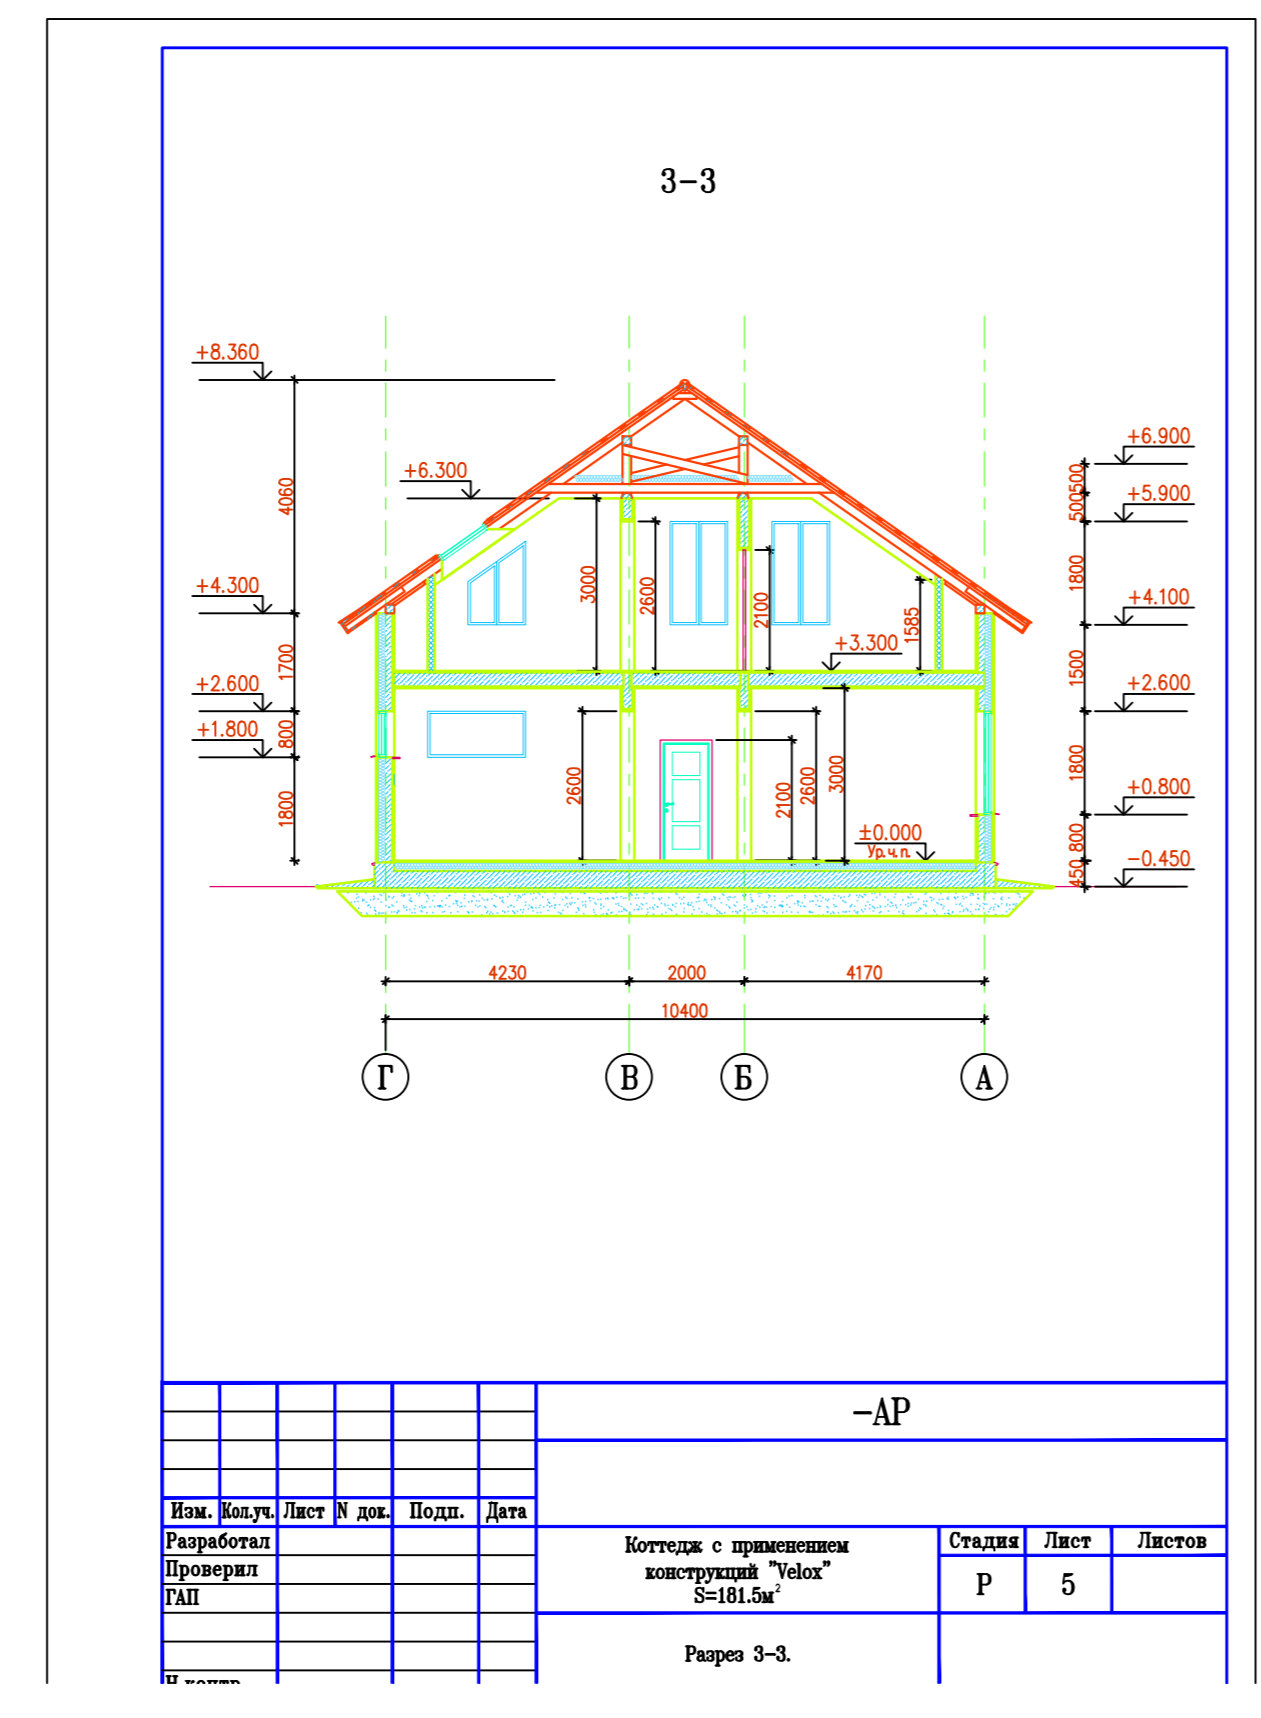 3-3
+8.360
4060
+6.300
+4.300
1700
+2.600
800
+1.800
1800
+6.900
500
500
+5.900
1800
+4.100
1500
+2.600
1800
+0.800
800
450
-0.450
3000
2600
2100
1585
+3.300
2600
2100
2600
3000
±0.000
Ур.ч.п.
4230
2000
4170
10400
Г
В
Б
А
-АР
Изм. Кол.уч. Лист N док. Подп. Дата
Разработал
Проверил
ГАП
Коттедж с применением
конструкций "Velox"
S=181.5м²
Стадия Лист Листов
Р 5
Разрез 3-3.
Н.контр.